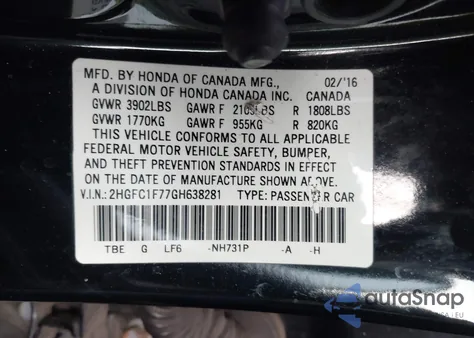 MFD. BY HONDA OF CANADA MFG., 02/'16
A DIVISION OF HONDA CANADA INC. CANADA
GVWR 3902LBS GAWR F 2105LBS R 1808LBS
GVWR 1770KG GAWR F 955KG R 820KG
THIS VEHICLE CONFORMS TO ALL APPLICABLE
FEDERAL MOTOR VEHICLE SAFETY, BUMPER,
AND THEFT PREVENTION STANDARDS IN EFFECT
ON THE DATE OF MANUFACTURE SHOWN ABOVE.
V.I.N.: 2HGFC1F77GH638281 TYPE: PASSENGER CAR
TBE G LF6 -NH731P -A -H
autoSnap